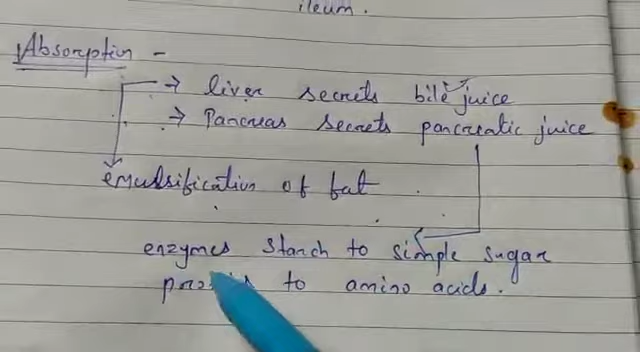 ileum.
Absorption -
→ liver secrets bile juice
→ Pancreas secrets pancreatic juice
emulsification of fat
enzymes starch to simple sugar
to amino acids.